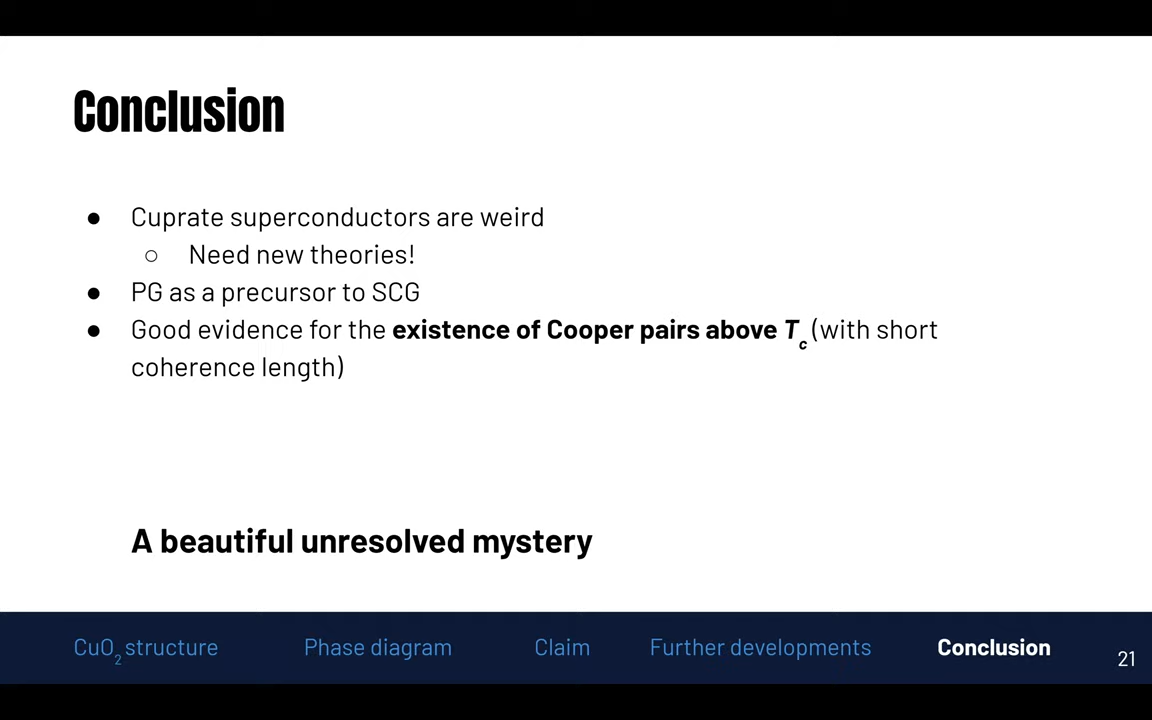 Conclusion
● Cuprate superconductors are weird
○ Need new theories!
● PG as a precursor to SCG
● Good evidence for the existence of Cooper pairs above Tc (with short
coherence length)
A beautiful unresolved mystery
CuO2 structure Phase diagram Claim Further developments Conclusion 21